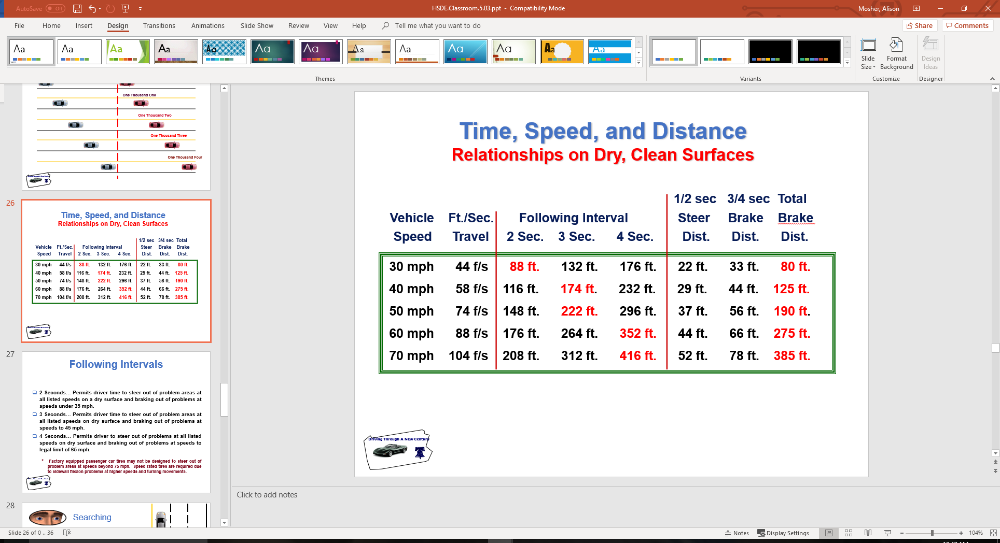 AutoSave Off
HSDE.Classroom.5.03.ppt - Compatibility Mode
Mosher, Alison
File Home Insert Design Transitions Animations Slide Show Review View Help Tell me what you want to do
Share Comments
Aa Aa Aa Aa Aa Aa Aa Aa Aa Aa Aa Aa Aa
Slide Size
Format Background
Design Ideas
Themes Variants Customize Designer
One Thousand One
One Thousand Two
One Thousand Three
One Thousand Four
26
Time, Speed, and Distance
Relationships on Dry, Clean Surfaces
1/2 sec 3/4 sec Total
Vehicle Ft./Sec. Following Interval Steer Brake Brake
Speed Travel 2 Sec. 3 Sec. 4 Sec. Dist. Dist. Dist.
30 mph 44 f/s 88 ft. 132 ft. 176 ft. 22 ft. 33 ft. 80 ft.
40 mph 58 f/s 116 ft. 174 ft. 232 ft. 29 ft. 44 ft. 125 ft.
50 mph 74 f/s 148 ft. 222 ft. 296 ft. 37 ft. 56 ft. 190 ft.
60 mph 88 f/s 176 ft. 264 ft. 352 ft. 44 ft. 66 ft. 275 ft.
70 mph 104 f/s 208 ft. 312 ft. 416 ft. 52 ft. 78 ft. 385 ft.
27
Following Intervals
2 Seconds... Permits driver time to steer out of problem areas at
all listed speeds on a dry surface and braking out of problems at
speeds under 35 mph.
3 Seconds... Permits driver time to steer out of problem areas at
all listed speeds on dry surface and braking out of problems at
speeds to 45 mph.
4 Seconds... Permits driver to steer out of problems at all listed
speeds on dry surface and braking out of problems at speeds to
legal limit of 65 mph.
* Factory equipped passenger car tires may not be designed to steer out of
problem areas at speeds beyond 75 mph. Speed rated tires are required due
to sidewall flexion problems at higher speeds and turning movements.
28
Searching
Time, Speed, and Distance
Relationships on Dry, Clean Surfaces
1/2 sec 3/4 sec Total
Vehicle Ft./Sec. Following Interval Steer Brake Brake
Speed Travel 2 Sec. 3 Sec. 4 Sec. Dist. Dist. Dist.
30 mph 44 f/s 88 ft. 132 ft. 176 ft. 22 ft. 33 ft. 80 ft.
40 mph 58 f/s 116 ft. 174 ft. 232 ft. 29 ft. 44 ft. 125 ft.
50 mph 74 f/s 148 ft. 222 ft. 296 ft. 37 ft. 56 ft. 190 ft.
60 mph 88 f/s 176 ft. 264 ft. 352 ft. 44 ft. 66 ft. 275 ft.
70 mph 104 f/s 208 ft. 312 ft. 416 ft. 52 ft. 78 ft. 385 ft.
Driving Through A New Century
Click to add notes
Slide 26 of 0 .. 36
Notes Display Settings 104%